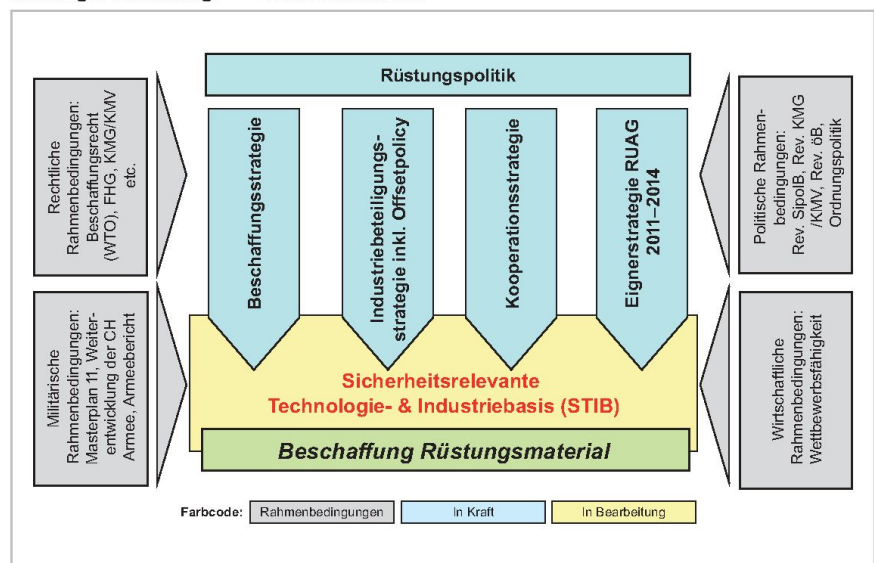 Rüstungspolitik
Rechtliche
Rahmenbedingungen:
Beschaffungsrecht
(WTO), FHG, KMG/KMV
etc.
Militärische
Rahmenbedingungen:
Masterplan 11, Weiter-
entwicklung der CH
Armee, Armeebericht
Beschaffungsstrategie
Industriebeteiligungs-
strategie inkl. Offsetpolicy
Kooperationsstrategie
Eignerstrategie RUAG
2011–2014
Politische Rahmen-
bedingungen:
Rev. SipolB, Rev. KMG
/KMV, Rev. öB,
Ordnungspolitik
Wirtschaftliche
Rahmenbedingungen:
Wettbewerbsfähigkeit
Sicherheitsrelevante
Technologie- & Industriebasis (STIB)
Beschaffung Rüstungsmaterial
Farbcode: Rahmenbedingungen In Kraft In Bearbeitung